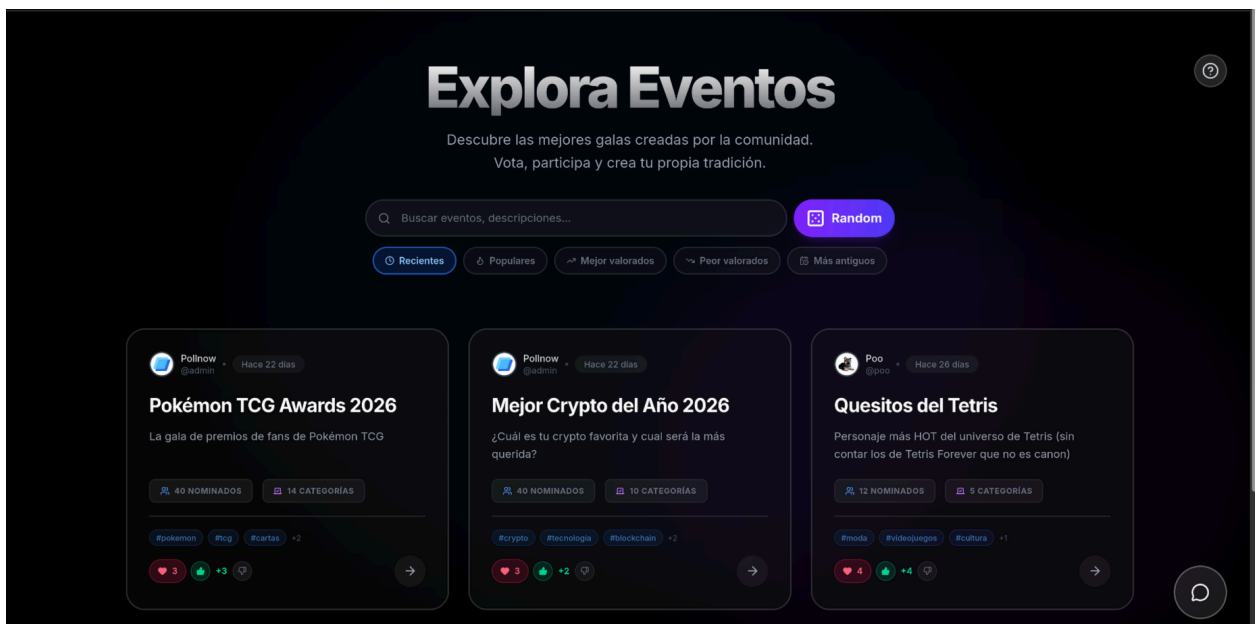 Explora Eventos
Descubre las mejores galas creadas por la comunidad.
Vota, participa y crea tu propia tradición.
Buscar eventos, descripciones...
Random
Recientes
Populares
Mejor valorados
Peor valorados
Más antiguos
Pollnow
@admin
Hace 22 días
Pokémon TCG Awards 2026
La gala de premios de fans de Pokémon TCG
40 NOMINADOS
14 CATEGORÍAS
#pokemon #tcg #cartas +2
3 +3
Pollnow
@admin
Hace 22 días
Mejor Crypto del Año 2026
¿Cuál es tu crypto favorita y cual será la más
querida?
40 NOMINADOS
10 CATEGORÍAS
#crypto #tecnología #blockchain +2
3 +2
Poo
@poo
Hace 26 días
Quesitos del Tetris
Personaje más HOT del universo de Tetris (sin
contar los de Tetris Forever que no es canon)
12 NOMINADOS
5 CATEGORÍAS
#moda #videojuegos #cultura +1
4 +4